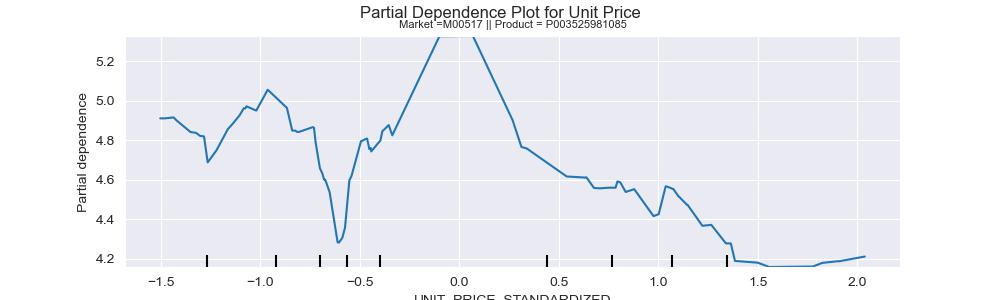 Partial Dependence Plot for Unit Price
Market =M00517 || Product = P003525981085
Partial dependence
5.2
5.0
4.8
4.6
4.4
4.2
−1.5 −1.0 −0.5 0.0 0.5 1.0 1.5 2.0
UNIT_PRICE_STANDARDIZED